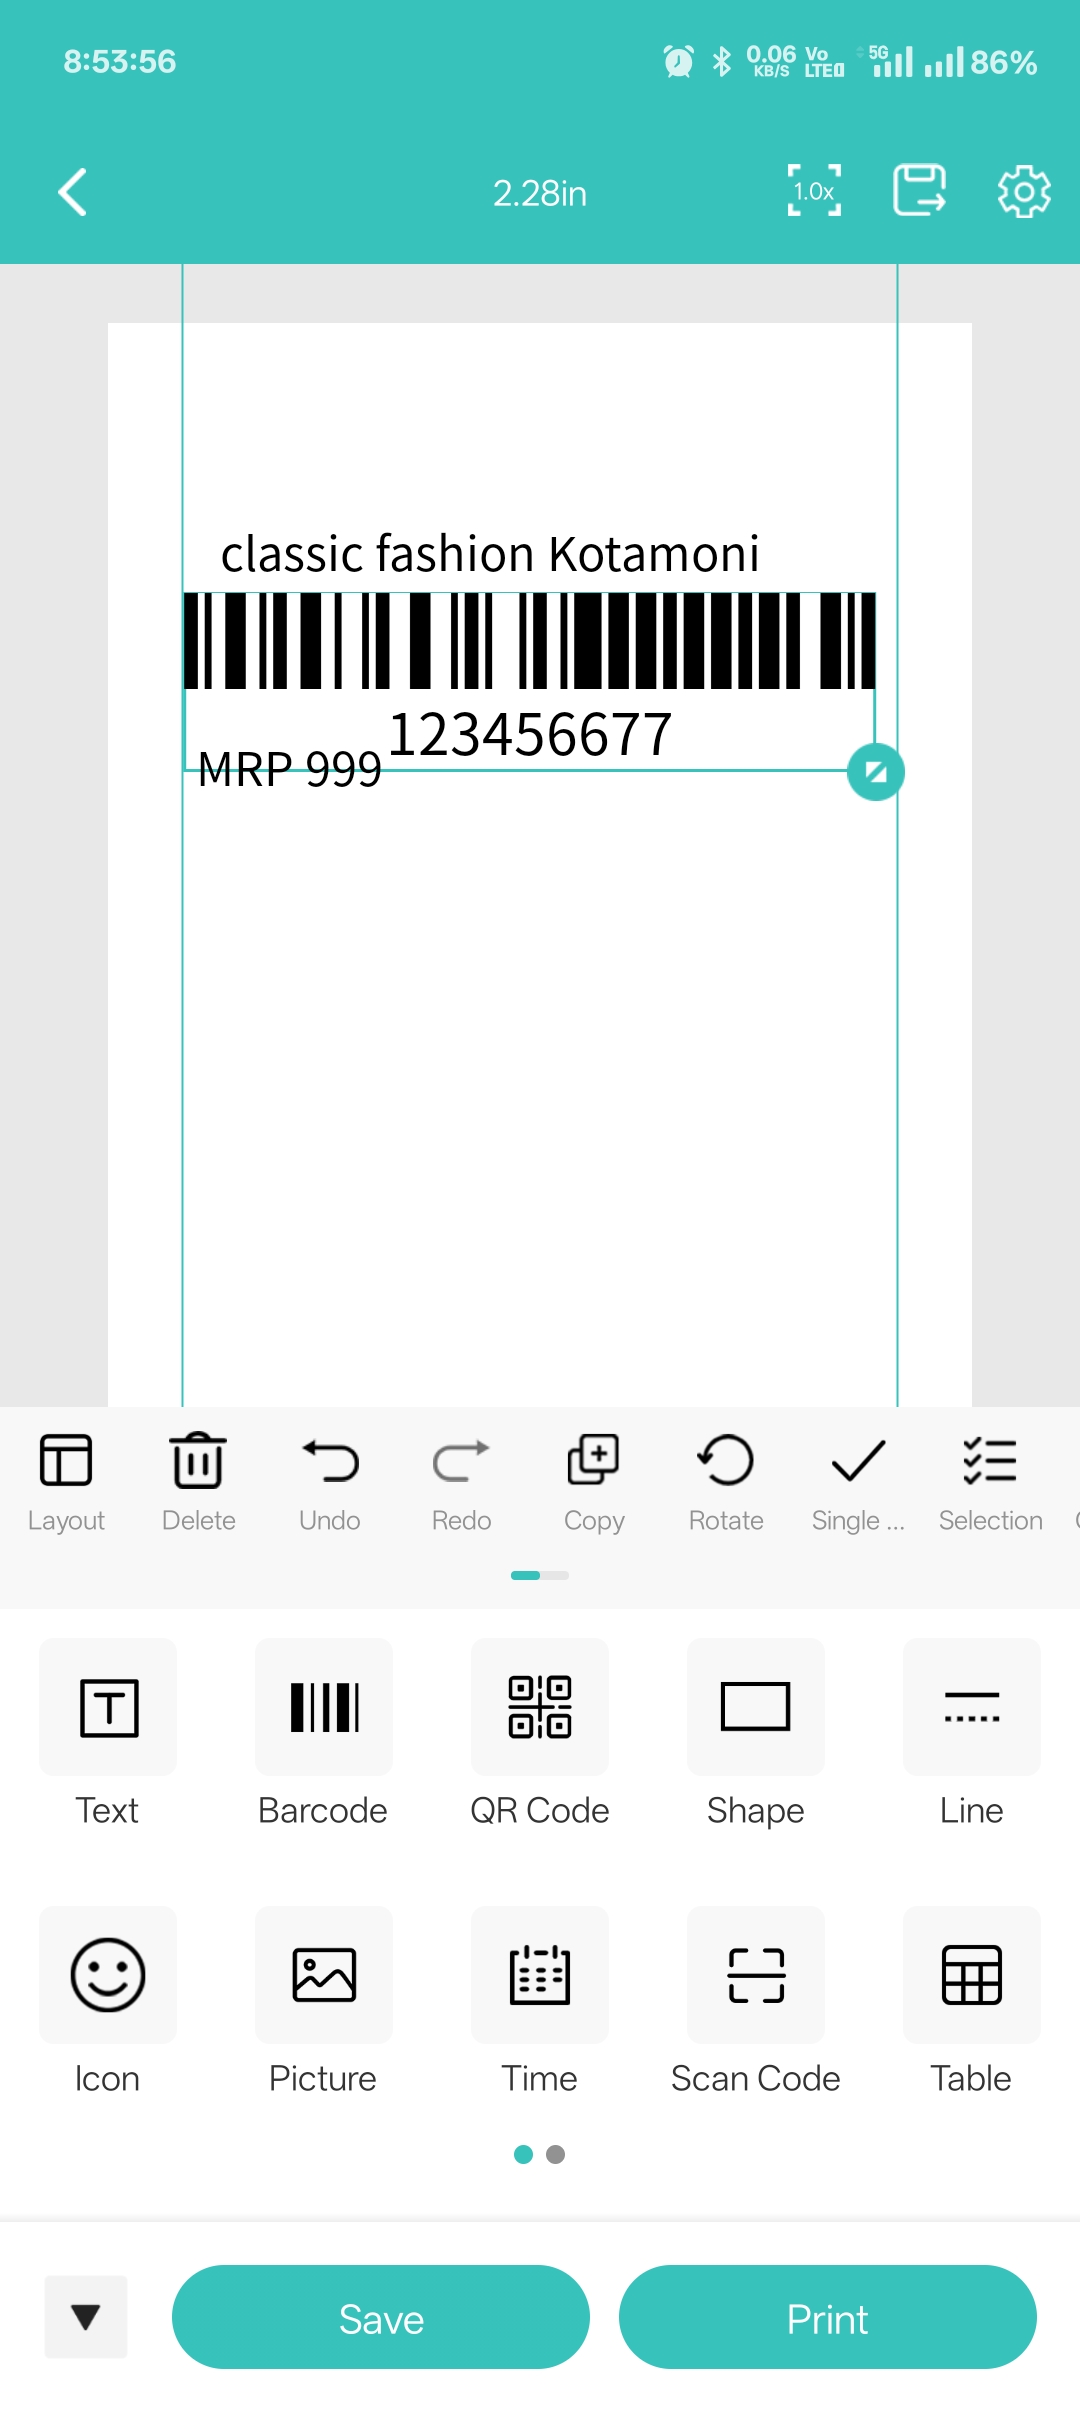 8:53:56
0.06 KB/S Vo LTE 5G 86%
2.28in
1.0x
classic fashion Kotamoni
123456677
MRP 999
Layout Delete Undo Redo Copy Rotate Single ... Selection
Text Barcode QR Code Shape Line
Icon Picture Time Scan Code Table
Save Print